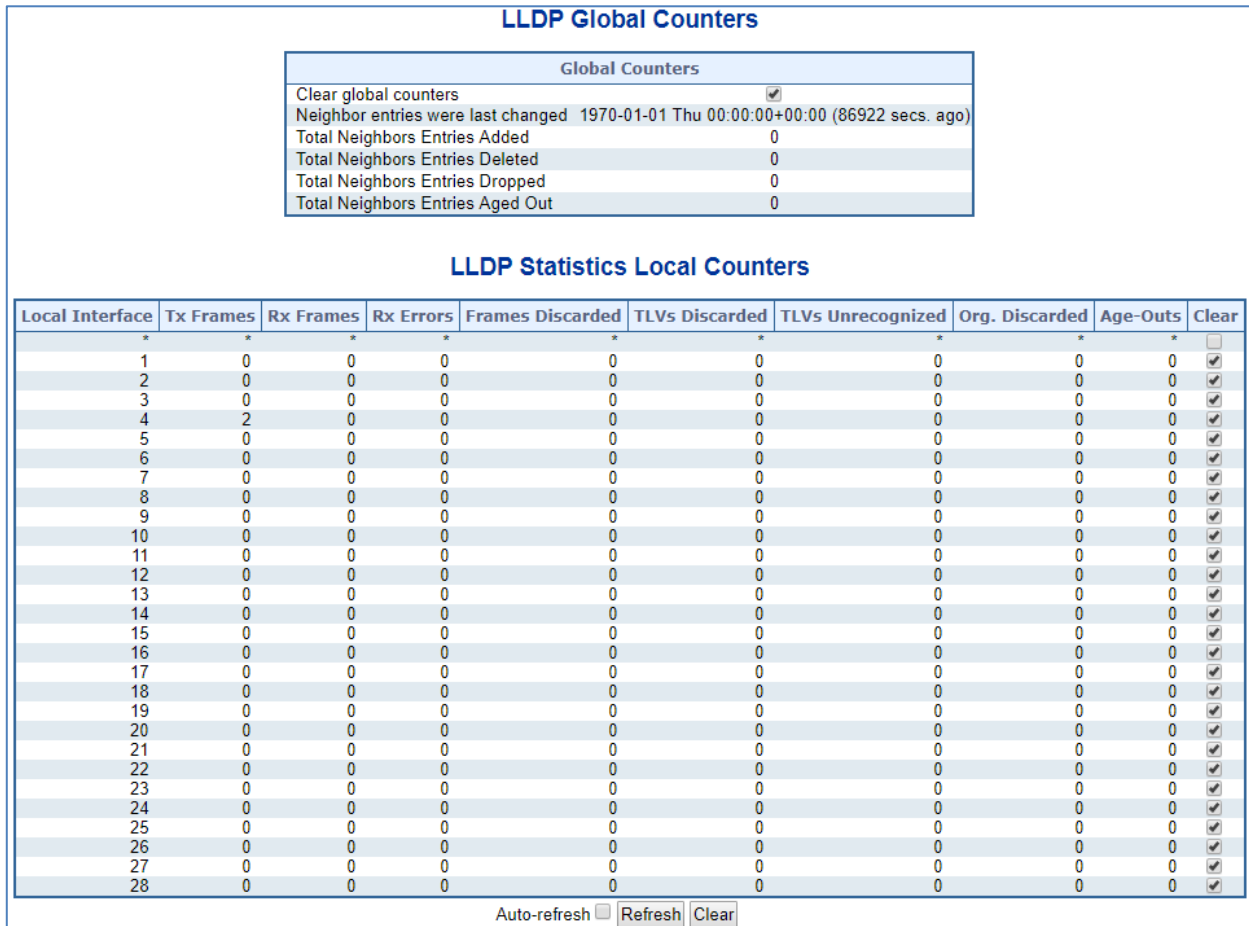 LLDP Global Counters
Global Counters
Clear global counters
Neighbor entries were last changed 1970-01-01 Thu 00:00:00+00:00 (86922 secs. ago)
Total Neighbors Entries Added 0
Total Neighbors Entries Deleted 0
Total Neighbors Entries Dropped 0
Total Neighbors Entries Aged Out 0
LLDP Statistics Local Counters
Local Interface Tx Frames Rx Frames Rx Errors Frames Discarded TLVs Discarded TLVs Unrecognized Org. Discarded Age-Outs Clear
* * * * * * * * *
1 0 0 0 0 0 0 0 0
2 0 0 0 0 0 0 0 0
3 0 0 0 0 0 0 0 0
4 2 0 0 0 0 0 0 0
5 0 0 0 0 0 0 0 0
6 0 0 0 0 0 0 0 0
7 0 0 0 0 0 0 0 0
8 0 0 0 0 0 0 0 0
9 0 0 0 0 0 0 0 0
10 0 0 0 0 0 0 0 0
11 0 0 0 0 0 0 0 0
12 0 0 0 0 0 0 0 0
13 0 0 0 0 0 0 0 0
14 0 0 0 0 0 0 0 0
15 0 0 0 0 0 0 0 0
16 0 0 0 0 0 0 0 0
17 0 0 0 0 0 0 0 0
18 0 0 0 0 0 0 0 0
19 0 0 0 0 0 0 0 0
20 0 0 0 0 0 0 0 0
21 0 0 0 0 0 0 0 0
22 0 0 0 0 0 0 0 0
23 0 0 0 0 0 0 0 0
24 0 0 0 0 0 0 0 0
25 0 0 0 0 0 0 0 0
26 0 0 0 0 0 0 0 0
27 0 0 0 0 0 0 0 0
28 0 0 0 0 0 0 0 0
Auto-refresh Refresh Clear